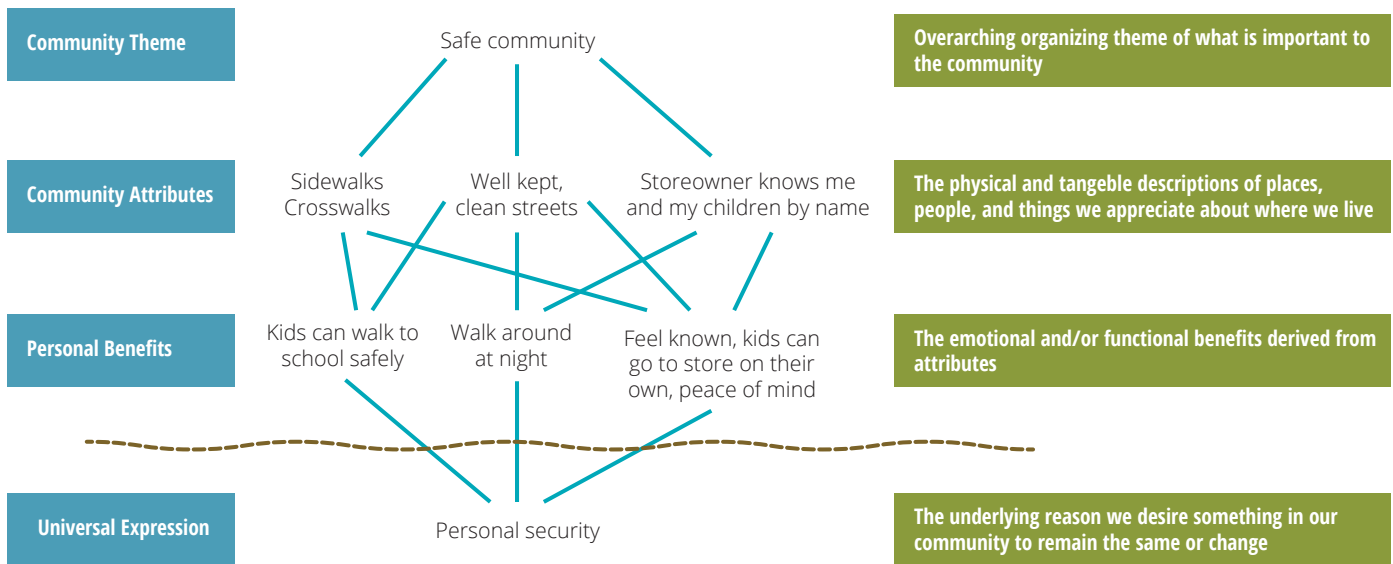 Community Theme
Safe community
Overarching organizing theme of what is important to
the community
Community Attributes
Sidewalks
Crosswalks
Well kept,
clean streets
Storeowner knows me
and my children by name
The physical and tangeble descriptions of places,
people, and things we appreciate about where we live
Personal Benefits
Kids can walk to
school safely
Walk around
at night
Feel known, kids can
go to store on their
own, peace of mind
The emotional and/or functional benefits derived from
attributes
Universal Expression
Personal security
The underlying reason we desire something in our
community to remain the same or change